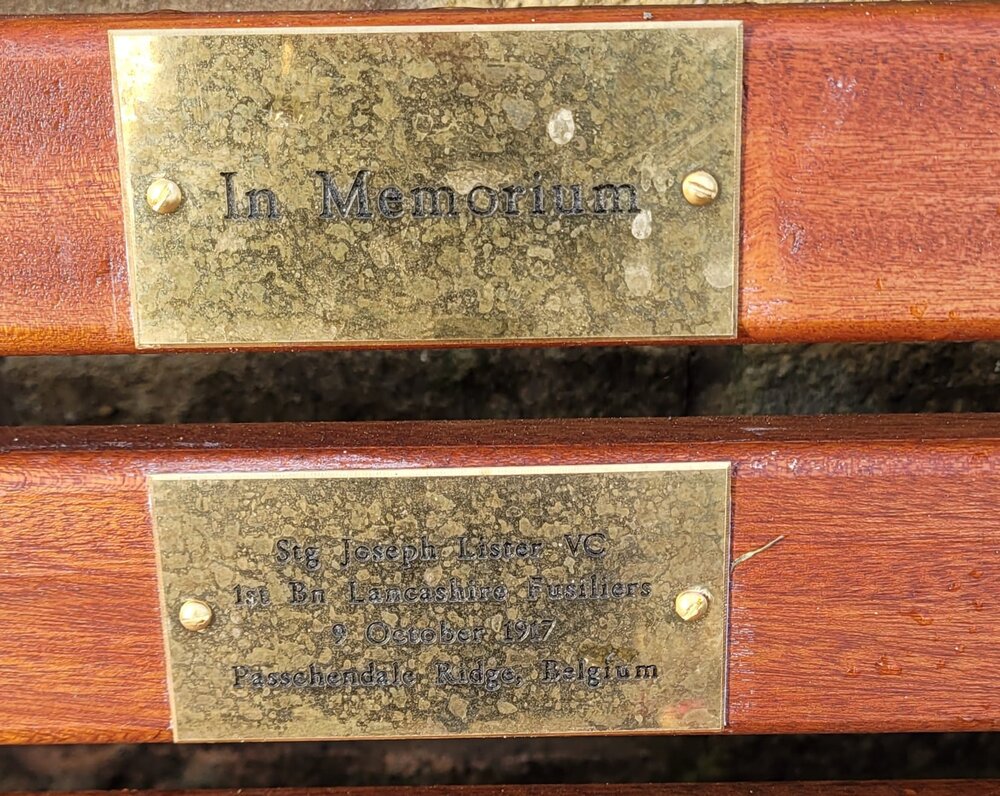 In Memorium
Stg Joseph Lister VC
1st Bn Lancashire Fusiliers
9 October 1917
Passchendale Ridge, Belgium